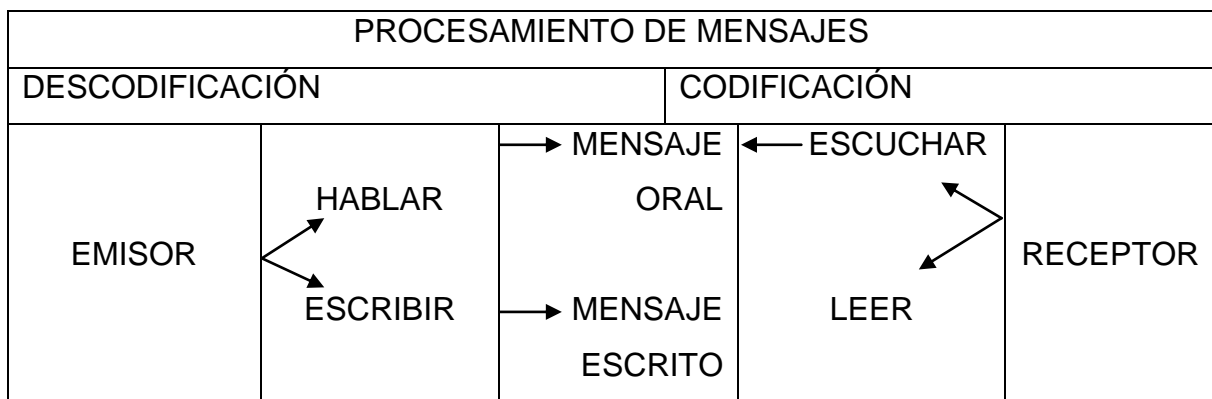 PROCESAMIENTO DE MENSAJES
DESCODIFICACIÓN CODIFICACIÓN
MENSAJE ESCUCHAR
HABLAR ORAL
EMISOR RECEPTOR
ESCRIBIR MENSAJE LEER
ESCRITO